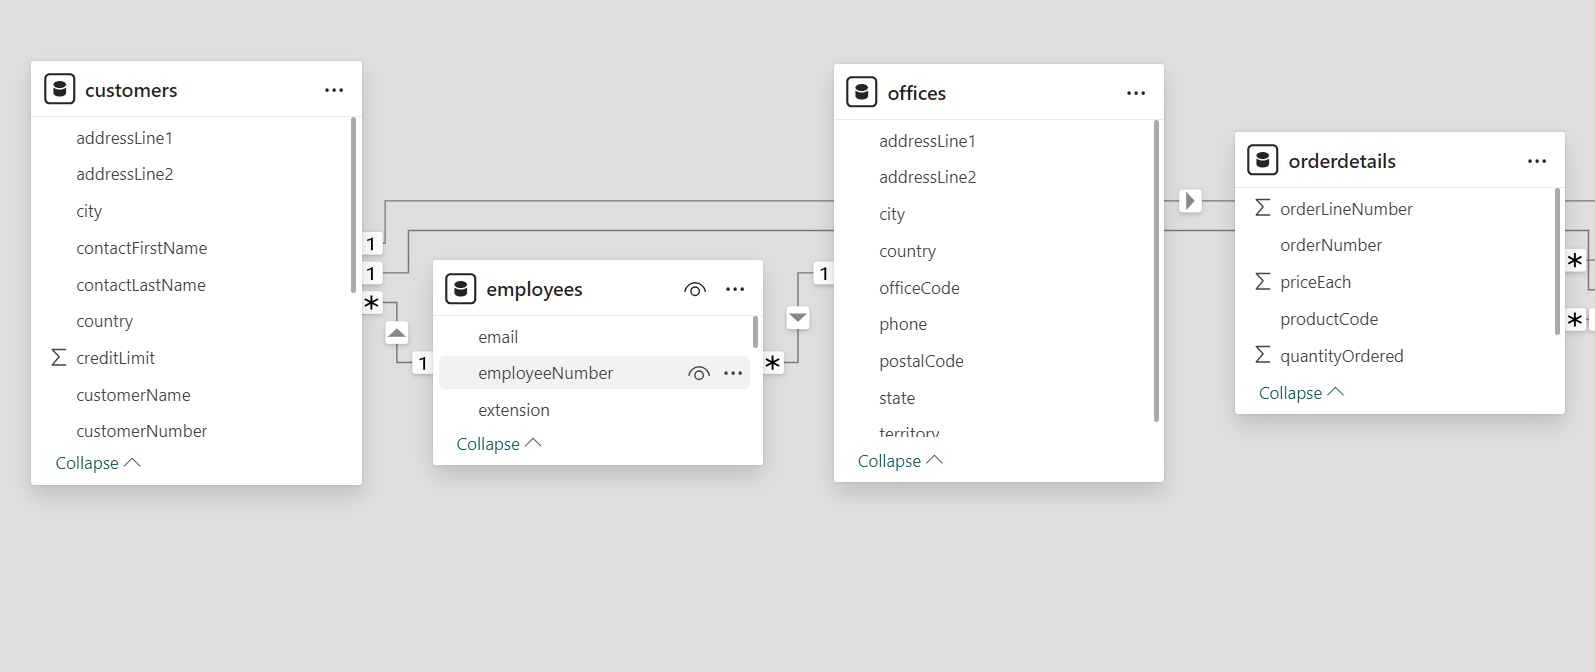 customers
addressLine1
addressLine2
city
contactFirstName
contactLastName
country
creditLimit
customerName
customerNumber
Collapse
1
1
*
1
employees
email
employeeNumber
extension
Collapse
*
1
offices
addressLine1
addressLine2
city
country
officeCode
phone
postalCode
state
territory
Collapse
orderdetails
orderLineNumber
orderNumber
priceEach
productCode
quantityOrdered
Collapse
*
*